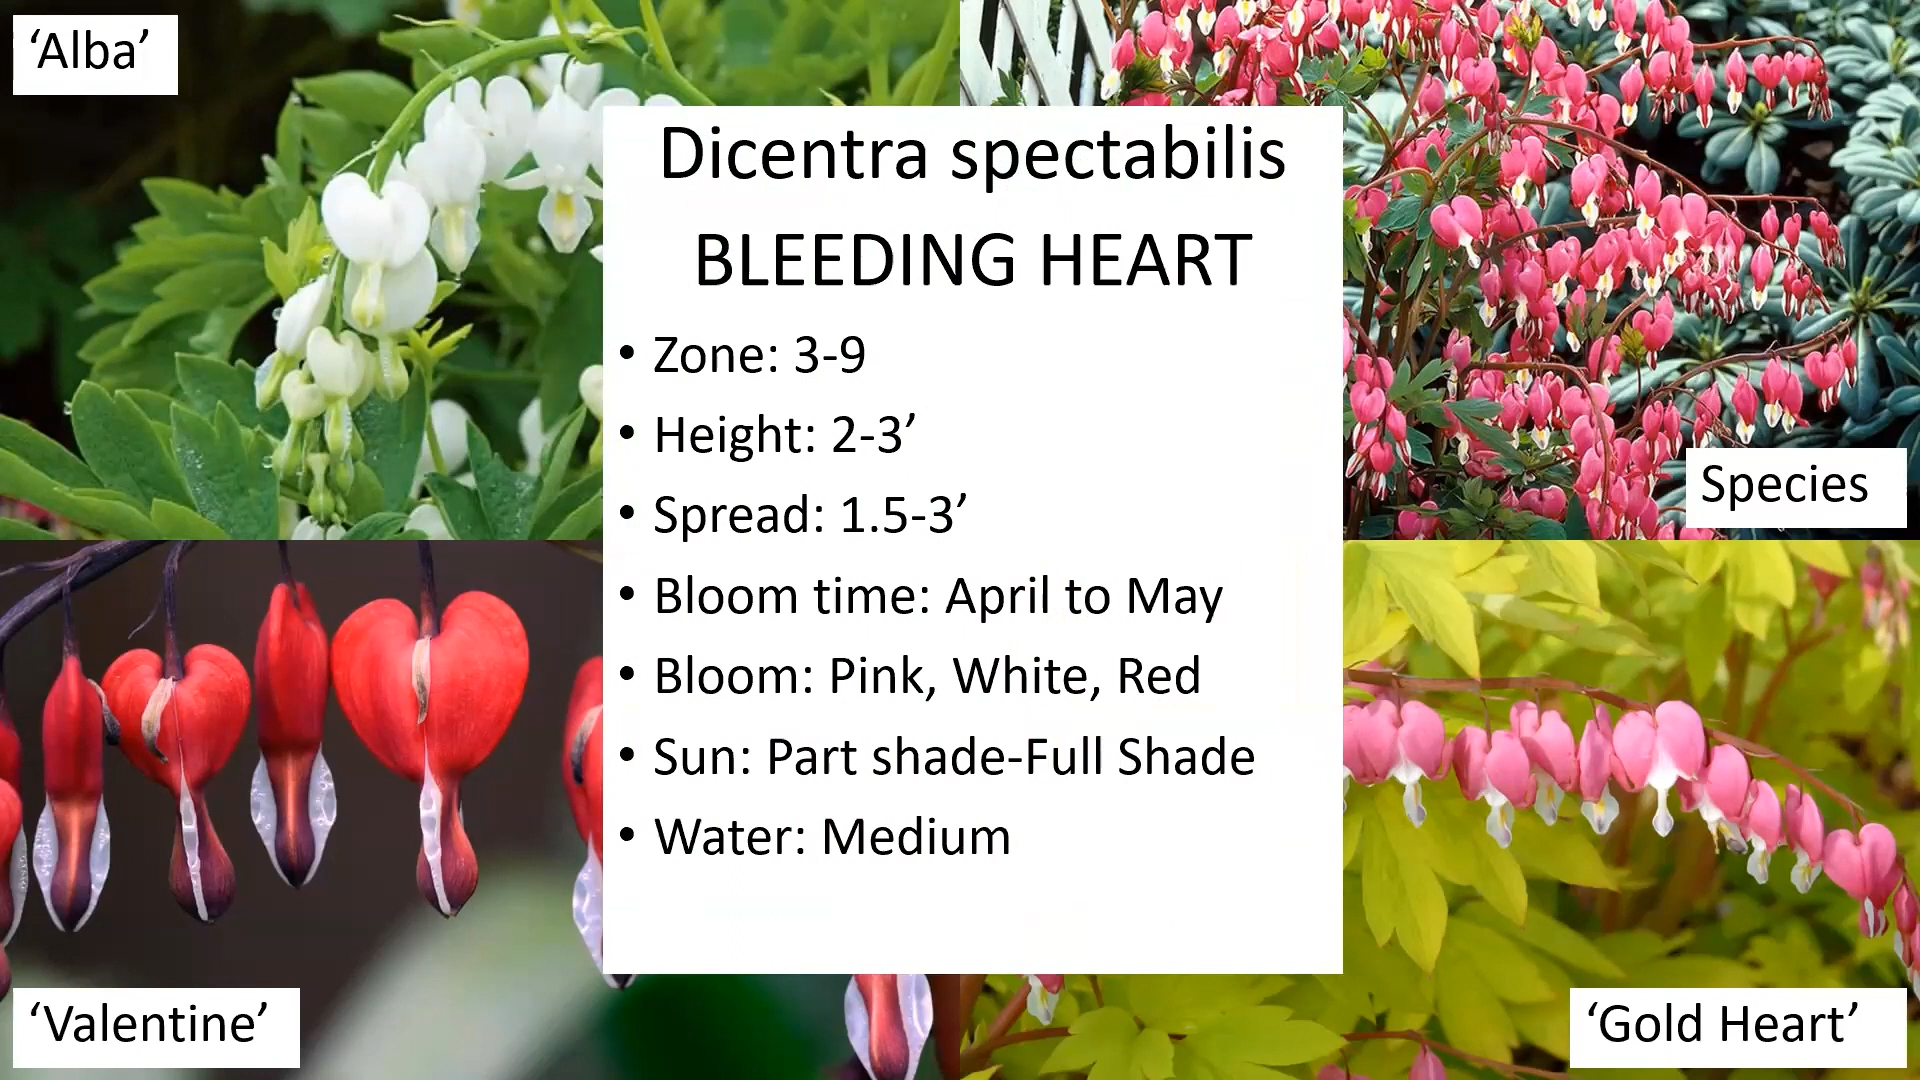 ‘Alba’
Dicentra spectabilis
BLEEDING HEART
• Zone: 3-9
• Height: 2-3’
• Spread: 1.5-3’
• Bloom time: April to May
• Bloom: Pink, White, Red
• Sun: Part shade-Full Shade
• Water: Medium
Species
‘Valentine’
‘Gold Heart’